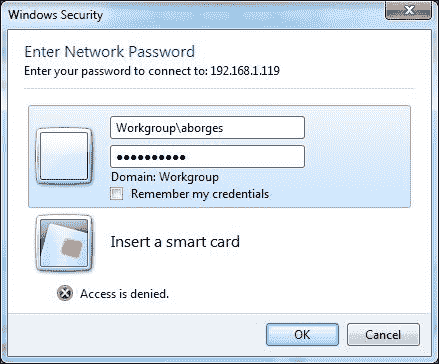 Windows Security
Enter Network Password
Enter your password to connect to: 192.168.1.119
Workgroup\aborges
●●●●●●●●●●
Domain: Workgroup
Remember my credentials
Insert a smart card
Access is denied.
OK
Cancel